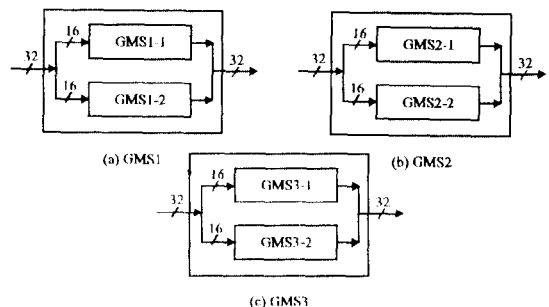 32 16 GMS1-1 32
16 GMS1-2
(a) GMS1
32 16 GMS2-1 32
16 GMS2-2
(b) GMS2
32 16 GMS3-1 32
16 GMS3-2
(c) GMS3